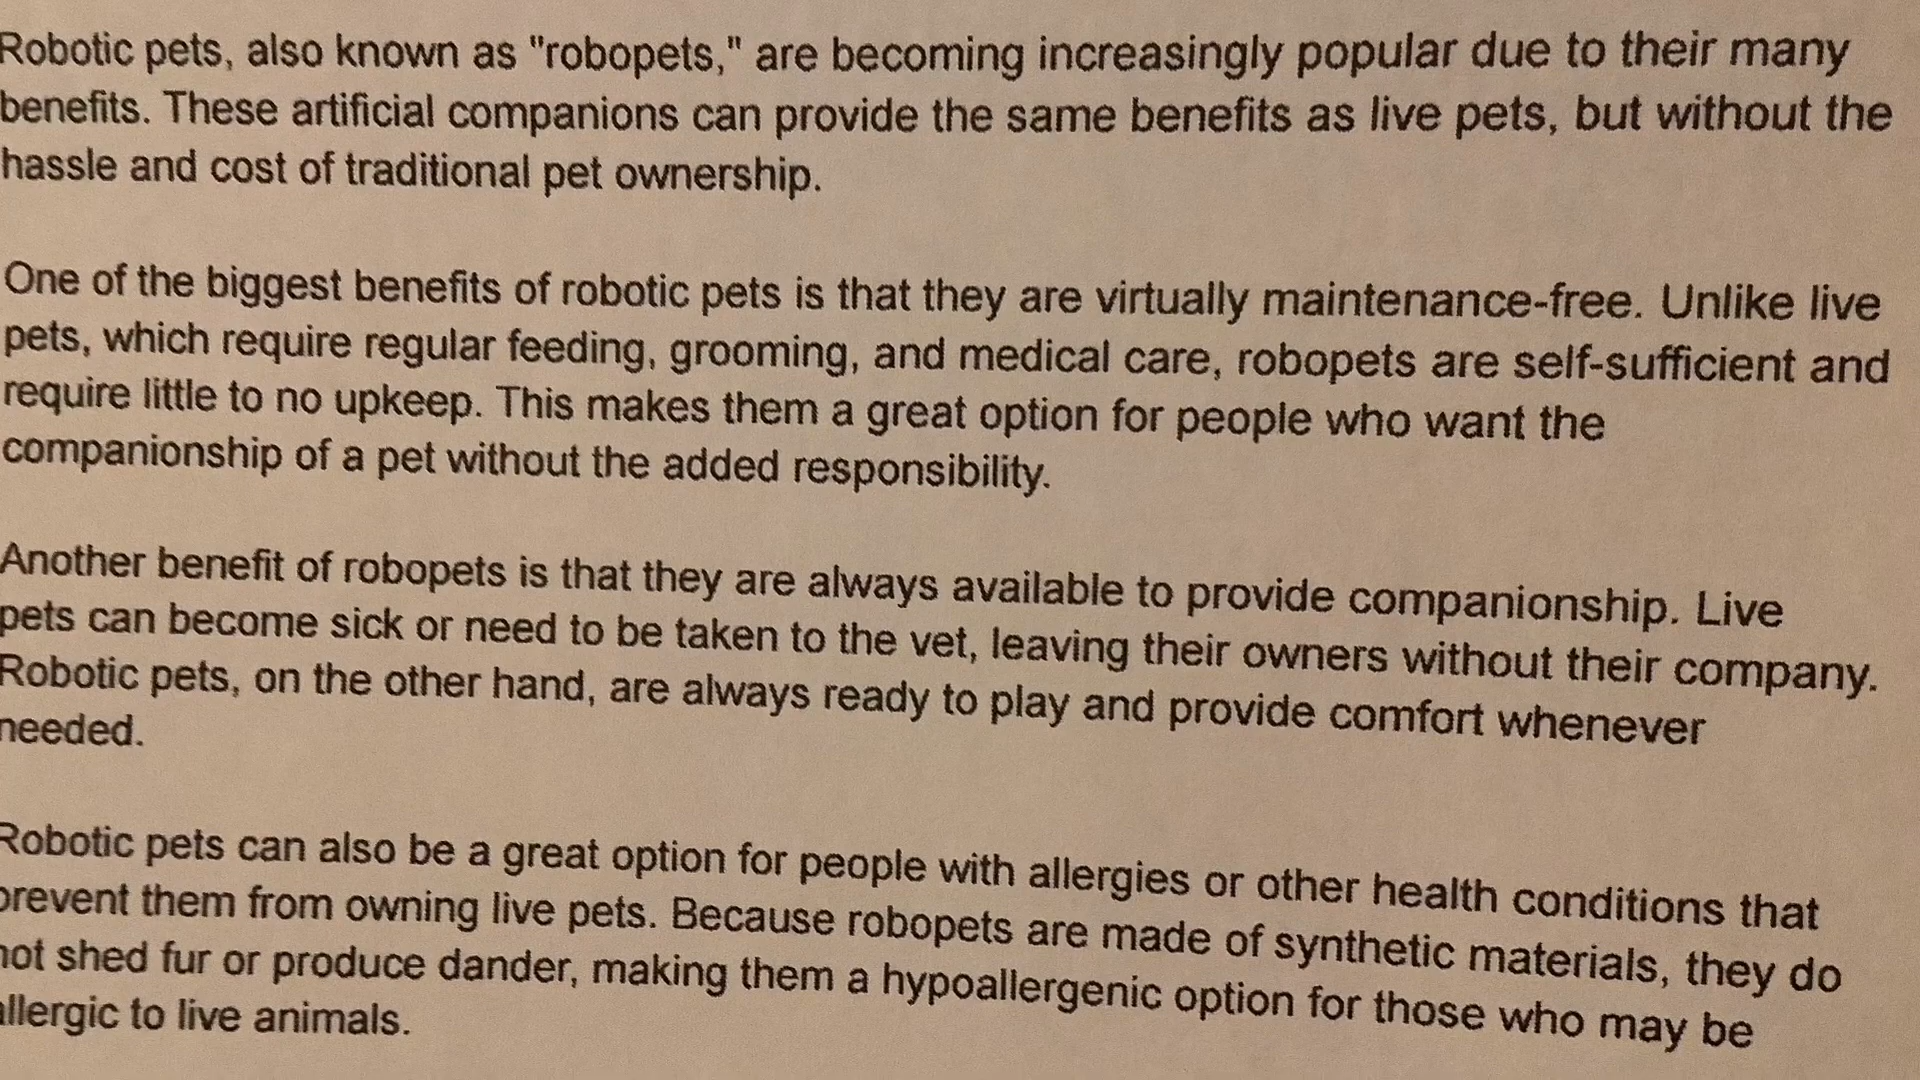 Robotic pets, also known as "robopets," are becoming increasingly popular due to their many
benefits. These artificial companions can provide the same benefits as live pets, but without the
hassle and cost of traditional pet ownership.
One of the biggest benefits of robotic pets is that they are virtually maintenance-free. Unlike live
pets, which require regular feeding, grooming, and medical care, robopets are self-sufficient and
require little to no upkeep. This makes them a great option for people who want the
companionship of a pet without the added responsibility.
Another benefit of robopets is that they are always available to provide companionship. Live
pets can become sick or need to be taken to the vet, leaving their owners without their company.
Robotic pets, on the other hand, are always ready to play and provide comfort whenever
needed.
Robotic pets can also be a great option for people with allergies or other health conditions that
prevent them from owning live pets. Because robopets are made of synthetic materials, they do
not shed fur or produce dander, making them a hypoallergenic option for those who may be
allergic to live animals.